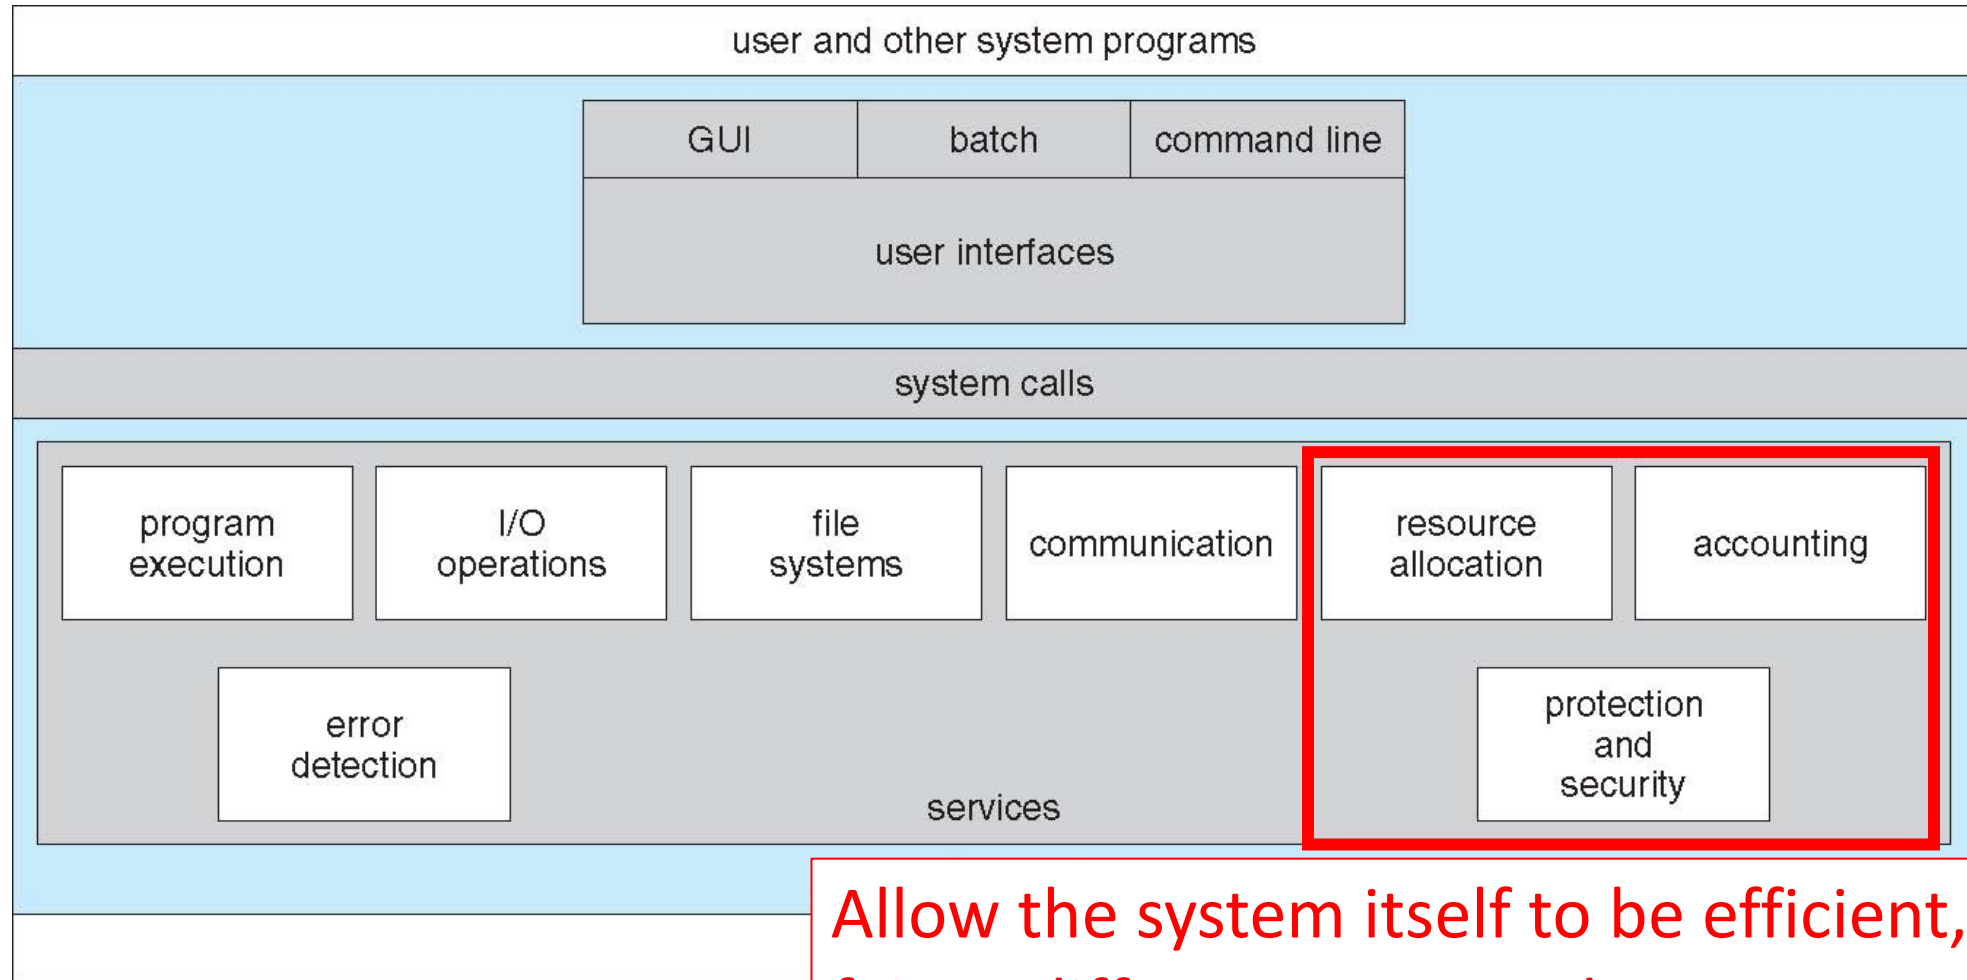 user and other system programs
GUI
batch
command line
user interfaces
system calls
program
execution
I/O
operations
file
systems
communication
resource
allocation
accounting
error
detection
protection
and
security
services
Allow the system itself to be efficient,